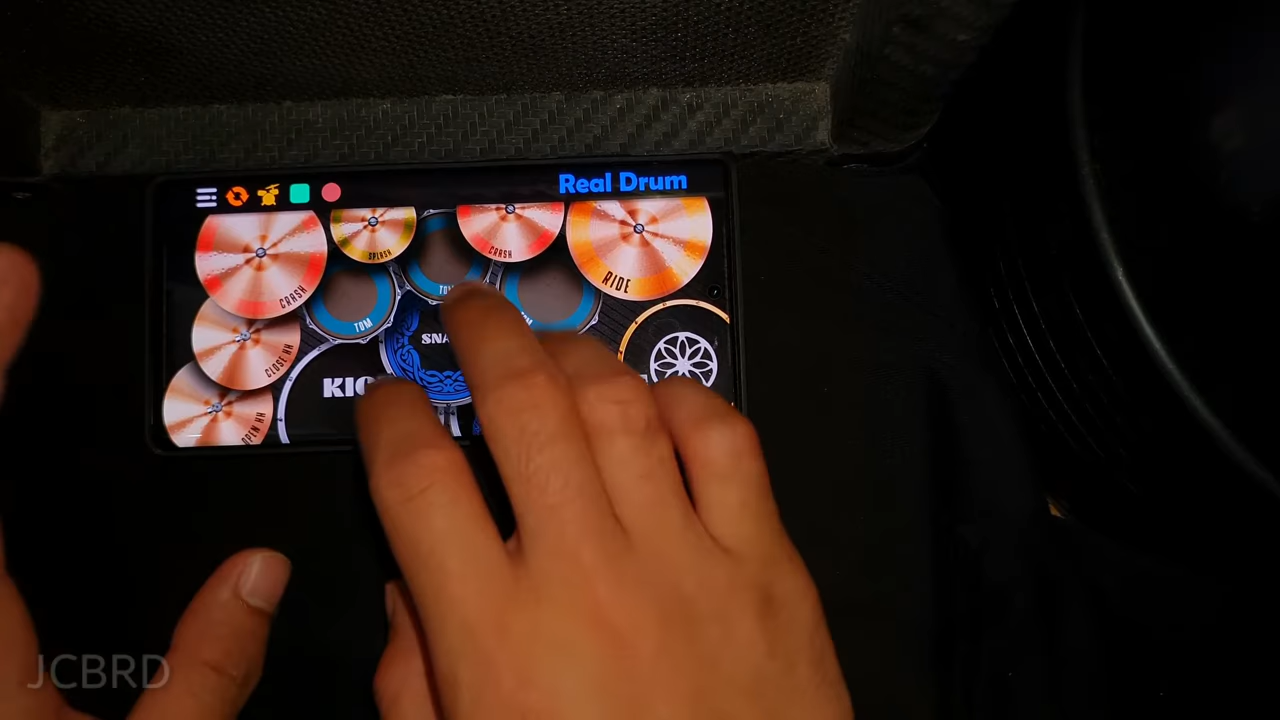 Real Drum
CRASH
SPLASH
CRASH
RIDE
TOM
CLOSE HH
OPEN HH
JCBRD